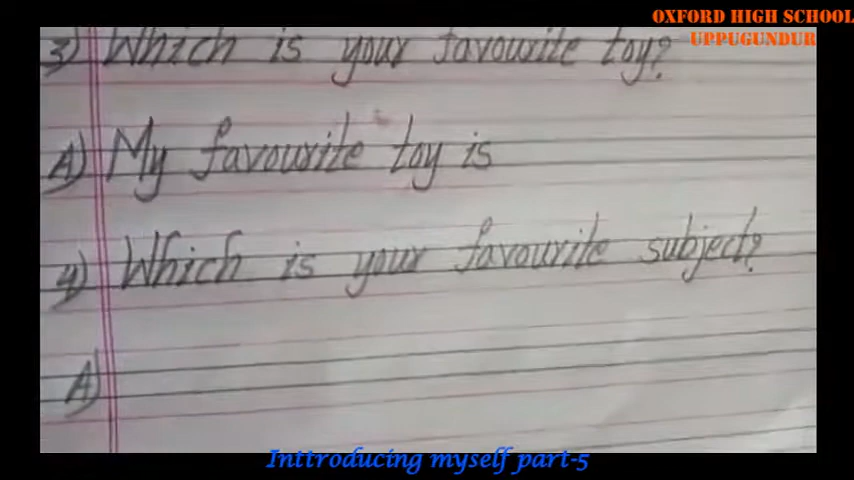 OXFORD HIGH SCHOOL
UPPUGUNDUR
3) Which is your favourite toy?
A) My favourite toy is
4) Which is your favourite subject?
A)
Inttroducing myself part-5